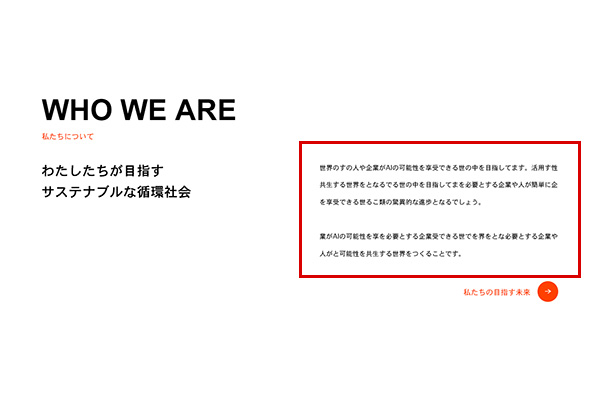 WHO WE ARE
私たちについて
わたしたちが目指す
サステナブルな循環社会
世界のすの人や企業がAIの可能性を享受できる世の中を目指してます。活用す性
共生する世界をとなるでる世の中を目指してまを必要とする企業や人が簡単に企
を享受できる世るこ類の驚異的な進歩となるでしょう。
業がAIの可能性を享を必要とする企業受できる世でを界をとな必要とする企業や
人がと可能性を共生する世界をつくることです。
私たちの目指す未来